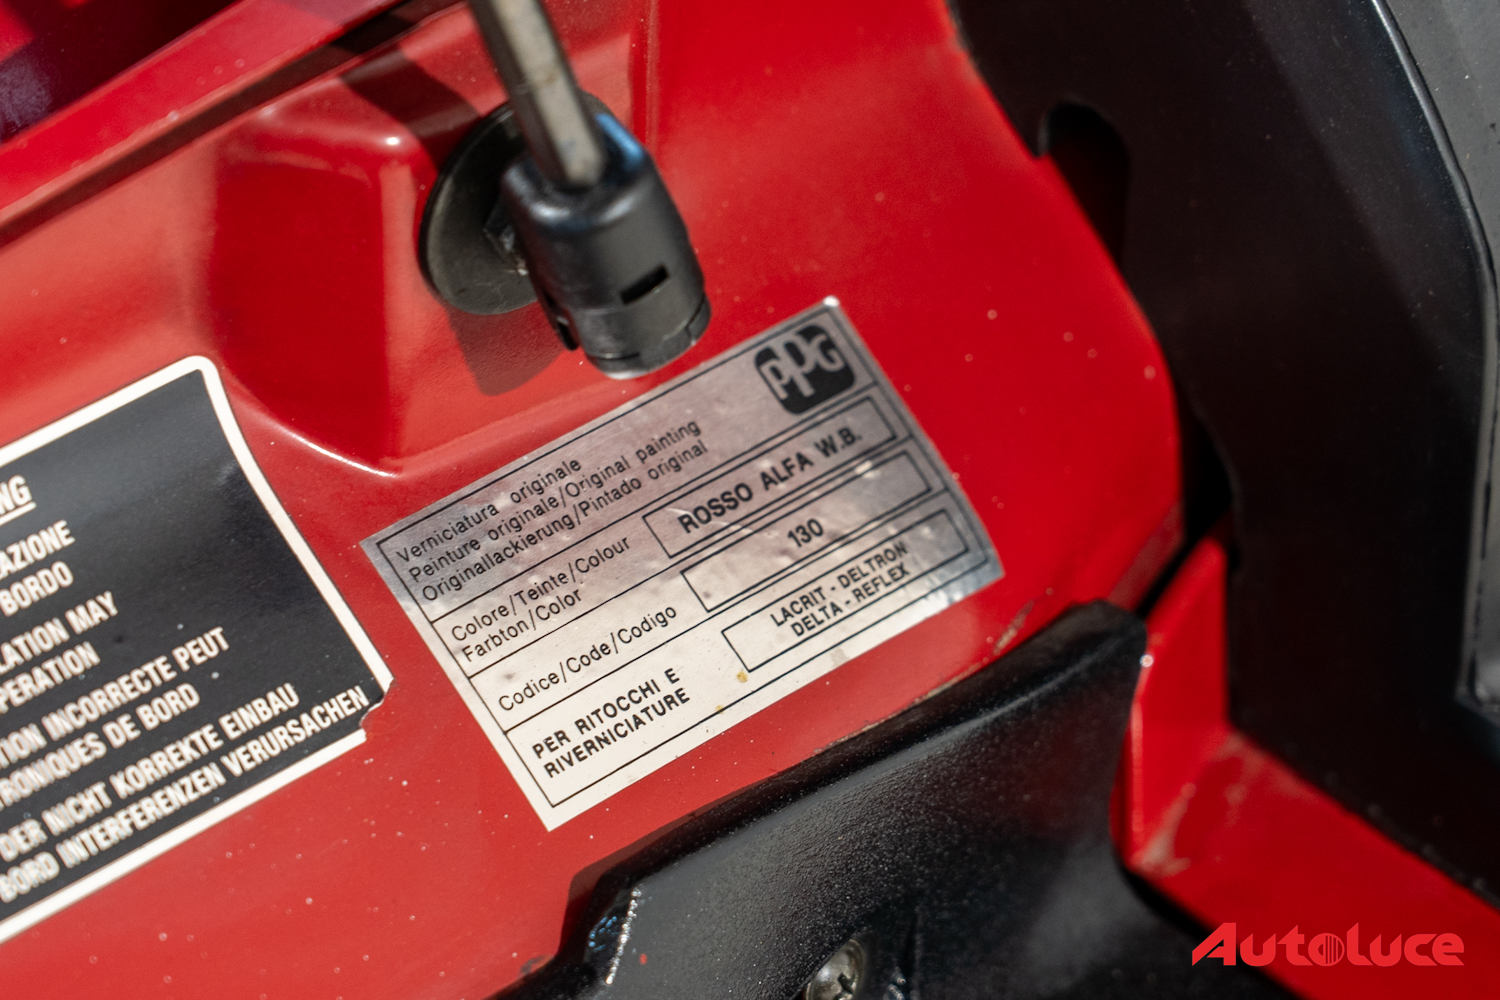 NG
AZIONE
BORDO
LATION MAY
PERATION
TION INCORRECTE PEUT
TRONIQUES DE BORD
DER NICHT KORREKTE EINBAU
BORD INTERFERENZEN VERURSACHEN
PPG
Verniciatura originale
Peinture originale/Original painting
Originallackierung/Pintado original
Colore/Teinte/Colour
Farbton/Color
ROSSO ALFA W.B.
Codice/Code/Codigo
130
PER RITOCCHI E
RIVERNICIATURE
LACRIT - DELTRON
DELTA - REFLEX
Autoluce